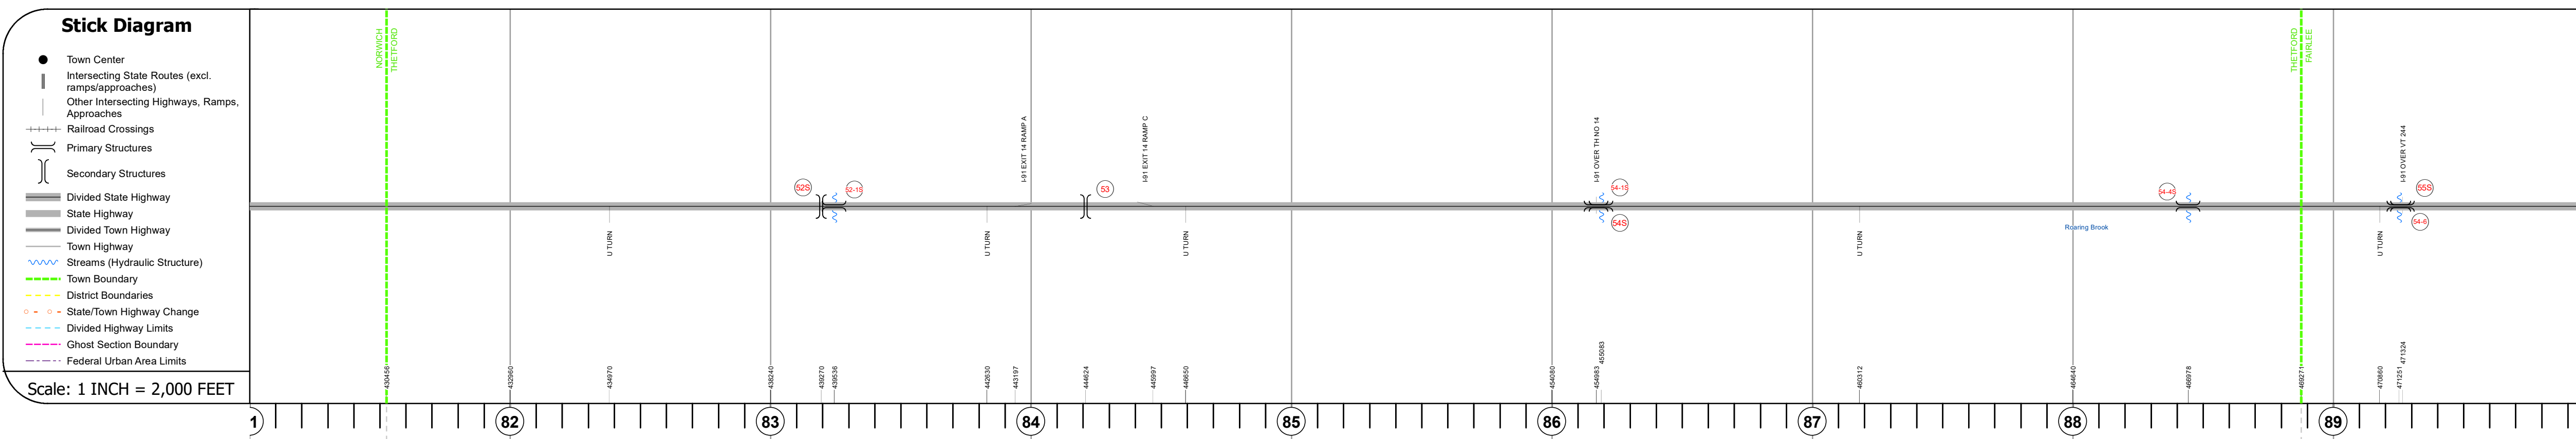 Stick Diagram
Town Center
Intersecting State Routes (excl.
ramps/approaches)
Other Intersecting Highways, Ramps,
Approaches
Railroad Crossings
Primary Structures
Secondary Structures
Divided State Highway
State Highway
Divided Town Highway
Town Highway
Streams (Hydraulic Structure)
Town Boundary
District Boundaries
State/Town Highway Change
Divided Highway Limits
Ghost Section Boundary
Federal Urban Area Limits
Scale: 1 INCH = 2,000 FEET
NORWICH
THETFORD
THETFORD
FAIRLEE
I-91 EXIT 14 RAMP A
I-91 EXIT 14 RAMP C
I-91 OVER TH NO 14
I-91 OVER VT 244
52S
52-1S
53
54-1S
54S
54-4S
55S
54-6
U TURN
U TURN
U TURN
U TURN
Roaring Brook
U TURN
430456
432960
434970
438240
439270
439536
442630
443197
444624
445997
446650
454080
454983
455083
460312
464640
466978
469271
470860
471251
471324
1
82
83
84
85
86
87
88
89